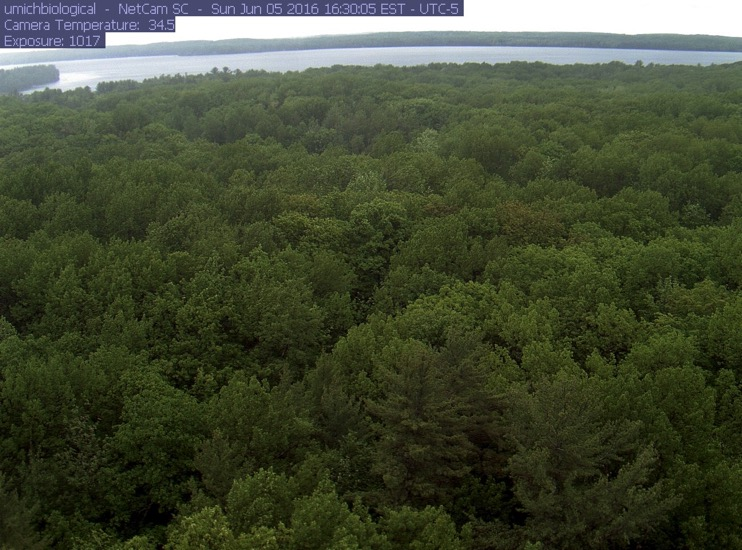 umichbiological - NetCam SC - Sun Jun 05 2016 16:30:05 EST - UTC-5
Camera Temperature: 34.5
Exposure: 1017